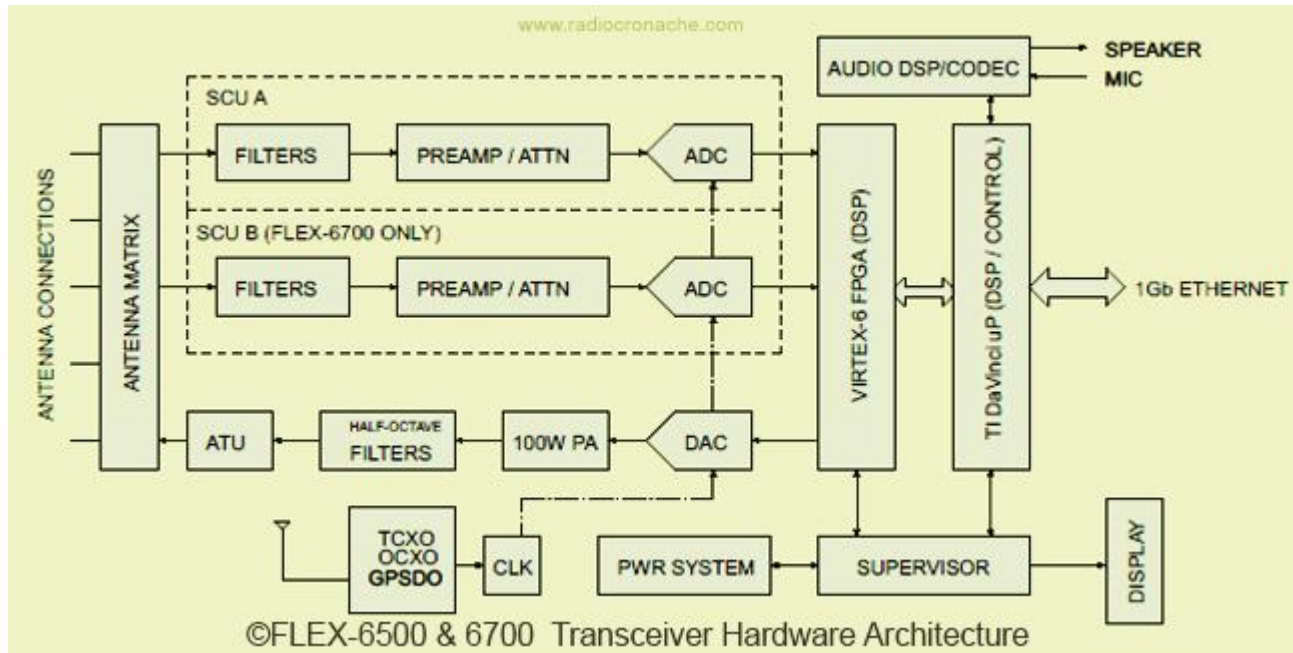 www.radiocronache.com
AUDIO DSP/CODEC
SPEAKER
MIC
SCU A
FILTERS
PREAMP / ATTN
ADC
SCU B (FLEX-6700 ONLY)
FILTERS
PREAMP / ATTN
ADC
ANTENNA CONNECTIONS
ANTENNA MATRIX
VIRTEX-6 FPGA (DSP)
TI DaVinci uP (DSP / CONTROL)
1Gb ETHERNET
ATU
HALF-OCTAVE
FILTERS
100W PA
DAC
TCXO
OCXO
GPSDO
CLK
PWR SYSTEM
SUPERVISOR
DISPLAY
©FLEX-6500 & 6700 Transceiver Hardware Architecture